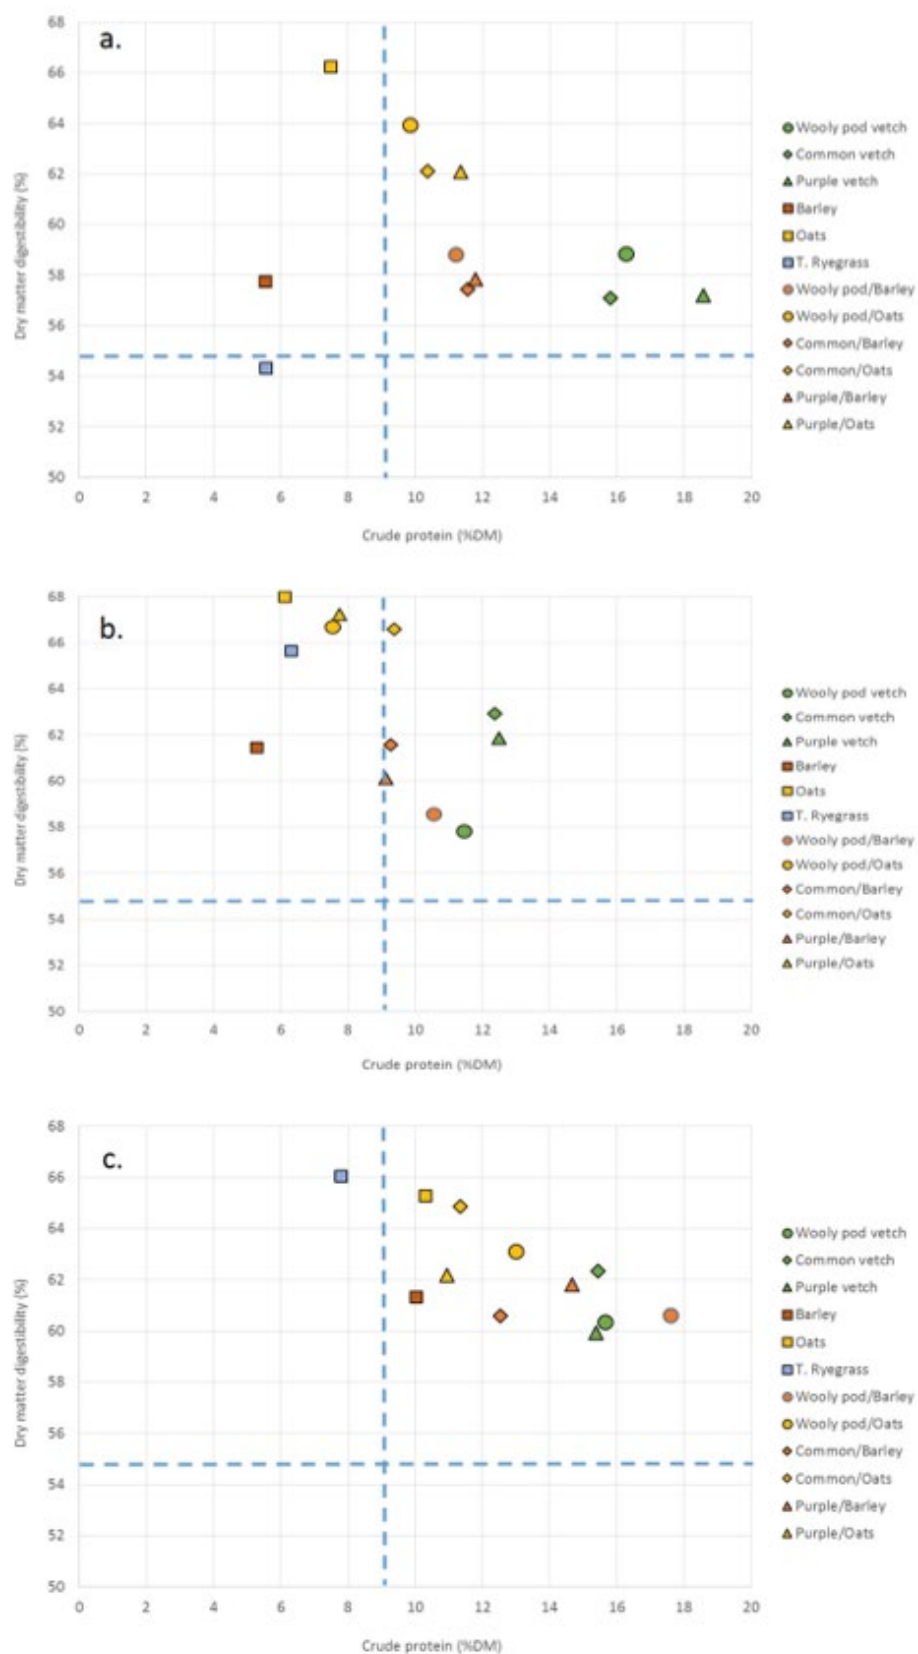 a.
68
66
64
62
60
58
56
54
52
50
Dry matter digestibility (%)
0 2 4 6 8 10 12 14 16 18 20
Crude protein (%DM)
Wooly pod vetch
Common vetch
Purple vetch
Barley
Oats
T. Ryegrass
Wooly pod/Barley
Wooly pod/Oats
Common/Barley
Common/Oats
Purple/Barley
Purple/Oats
b.
68
66
64
62
60
58
56
54
52
50
Dry matter digestibility (%)
0 2 4 6 8 10 12 14 16 18 20
Crude protein (%DM)
Wooly pod vetch
Common vetch
Purple vetch
Barley
Oats
T. Ryegrass
Wooly pod/Barley
Wooly pod/Oats
Common/Barley
Common/Oats
Purple/Barley
Purple/Oats
c.
68
66
64
62
60
58
56
54
52
50
Dry matter digestibility (%)
0 2 4 6 8 10 12 14 16 18 20
Crude protein (%DM)
Wooly pod vetch
Common vetch
Purple vetch
Barley
Oats
T. Ryegrass
Wooly pod/Barley
Wooly pod/Oats
Common/Barley
Common/Oats
Purple/Barley
Purple/Oats